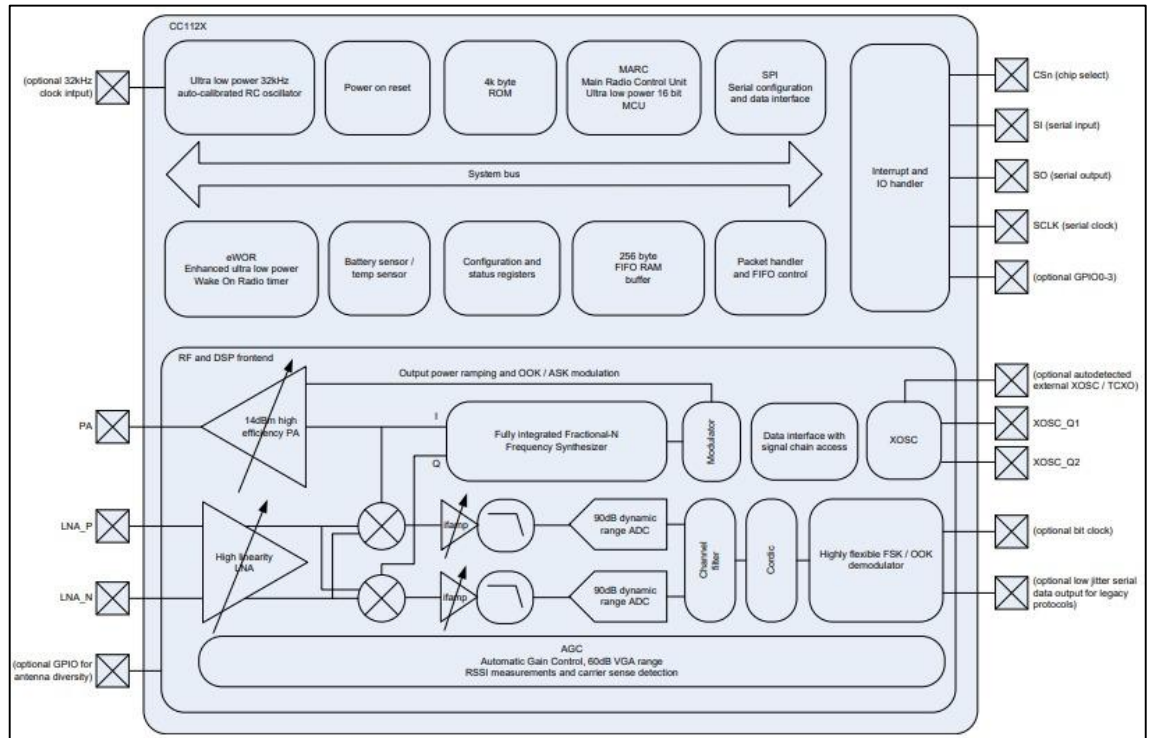 CC112X
(optional 32kHz
clock intput)
Ultra low power 32kHz
auto-calibrated RC oscillator
Power on reset
4k byte
ROM
MARC
Main Radio Control Unit
Ultra low power 16 bit
MCU
SPI
Serial configuration
and data interface
System bus
eWOR
Enhanced ultra low power
Wake On Radio timer
Battery sensor /
temp sensor
Configuration and
status registers
256 byte
FIFO RAM
buffer
Packet handler
and FIFO control
Interrupt and
IO handler
CSn (chip select)
SI (serial input)
SO (serial output)
SCLK (serial clock)
(optional GPIO0-3)
RF and DSP frontend
Output power ramping and OOK / ASK modulation
PA
14dBm high
efficiency PA
I
Q
Fully integrated Fractional-N
Frequency Synthesizer
Modulator
Data interface with
signal chain access
XOSC
(optional autodetected
external XOSC / TCXO)
XOSC_Q1
XOSC_Q2
LNA_P
LNA_N
High linearity
LNA
ifamp
90dB dynamic
range ADC
ifamp
90dB dynamic
range ADC
Channel
filter
Cordic
Highly flexible FSK / OOK
demodulator
(optional bit clock)
(optional low jitter serial
data output for legacy
protocols)
(optional GPIO for
antenna diversity)
AGC
Automatic Gain Control, 60dB VGA range
RSSI measurements and carrier sense detection